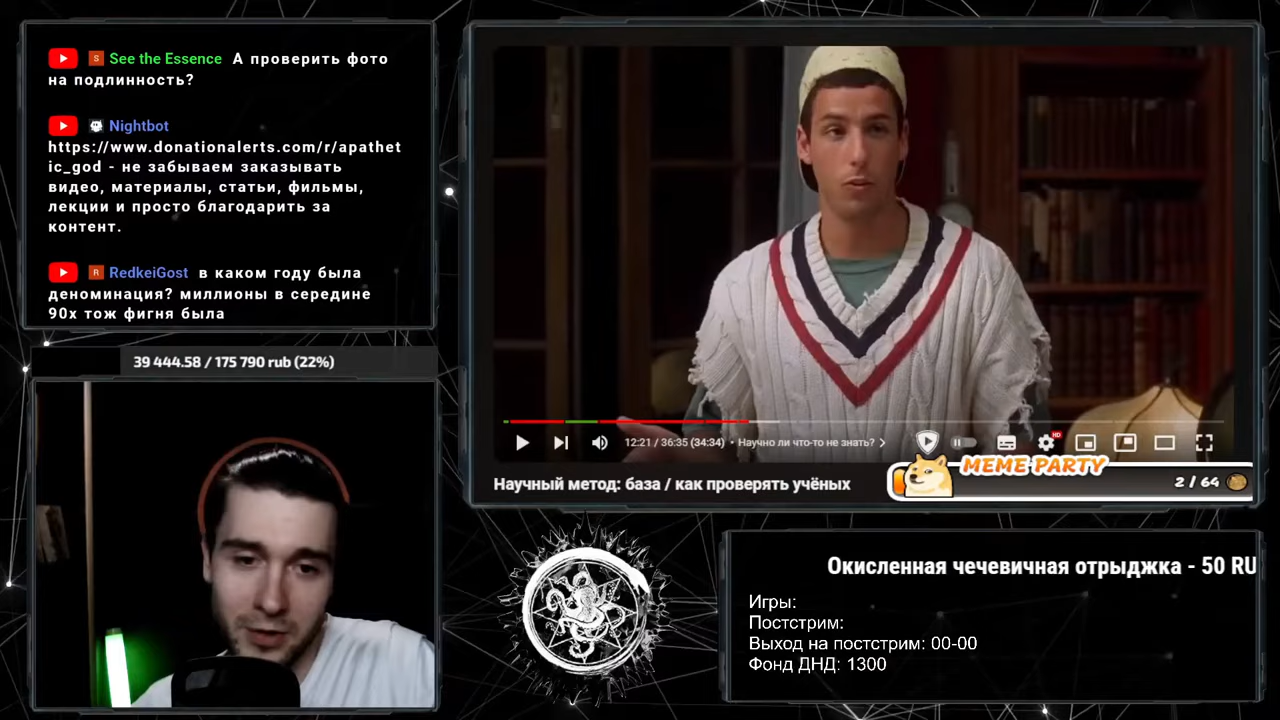 See the Essence А проверить фото
на подлинность?
Nightbot
https://www.donationalerts.com/r/apathet
ic_god - не забываем заказывать
видео, материалы, статьи, фильмы,
лекции и просто благодарить за
контент.
RedkeiGost в каком году была
деноминация? миллионы в середине
90х тож фигня была
39 444.58 / 175 790 rub (22%)
12:21 / 36:35 (34:34) • Научно ли что-то не знать?
HD
Научный метод: база / как проверять учёных
MEME PARTY
2 / 64
Окисленная чечевичная отрыджка - 50 RU
Игры:
Постстрим:
Выход на постстрим: 00-00
Фонд ДНД: 1300